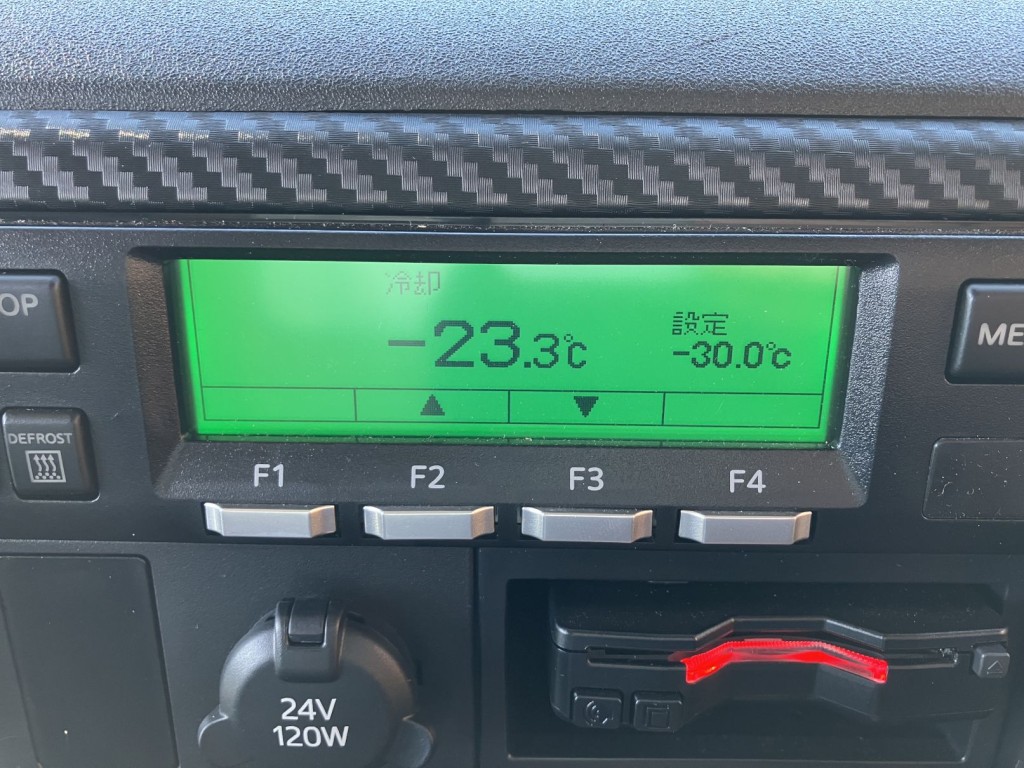 冷却
-23.3℃
設定
-30.0℃
▲
▼
OP
ME
DEFROST
F1
F2
F3
F4
24V
120W